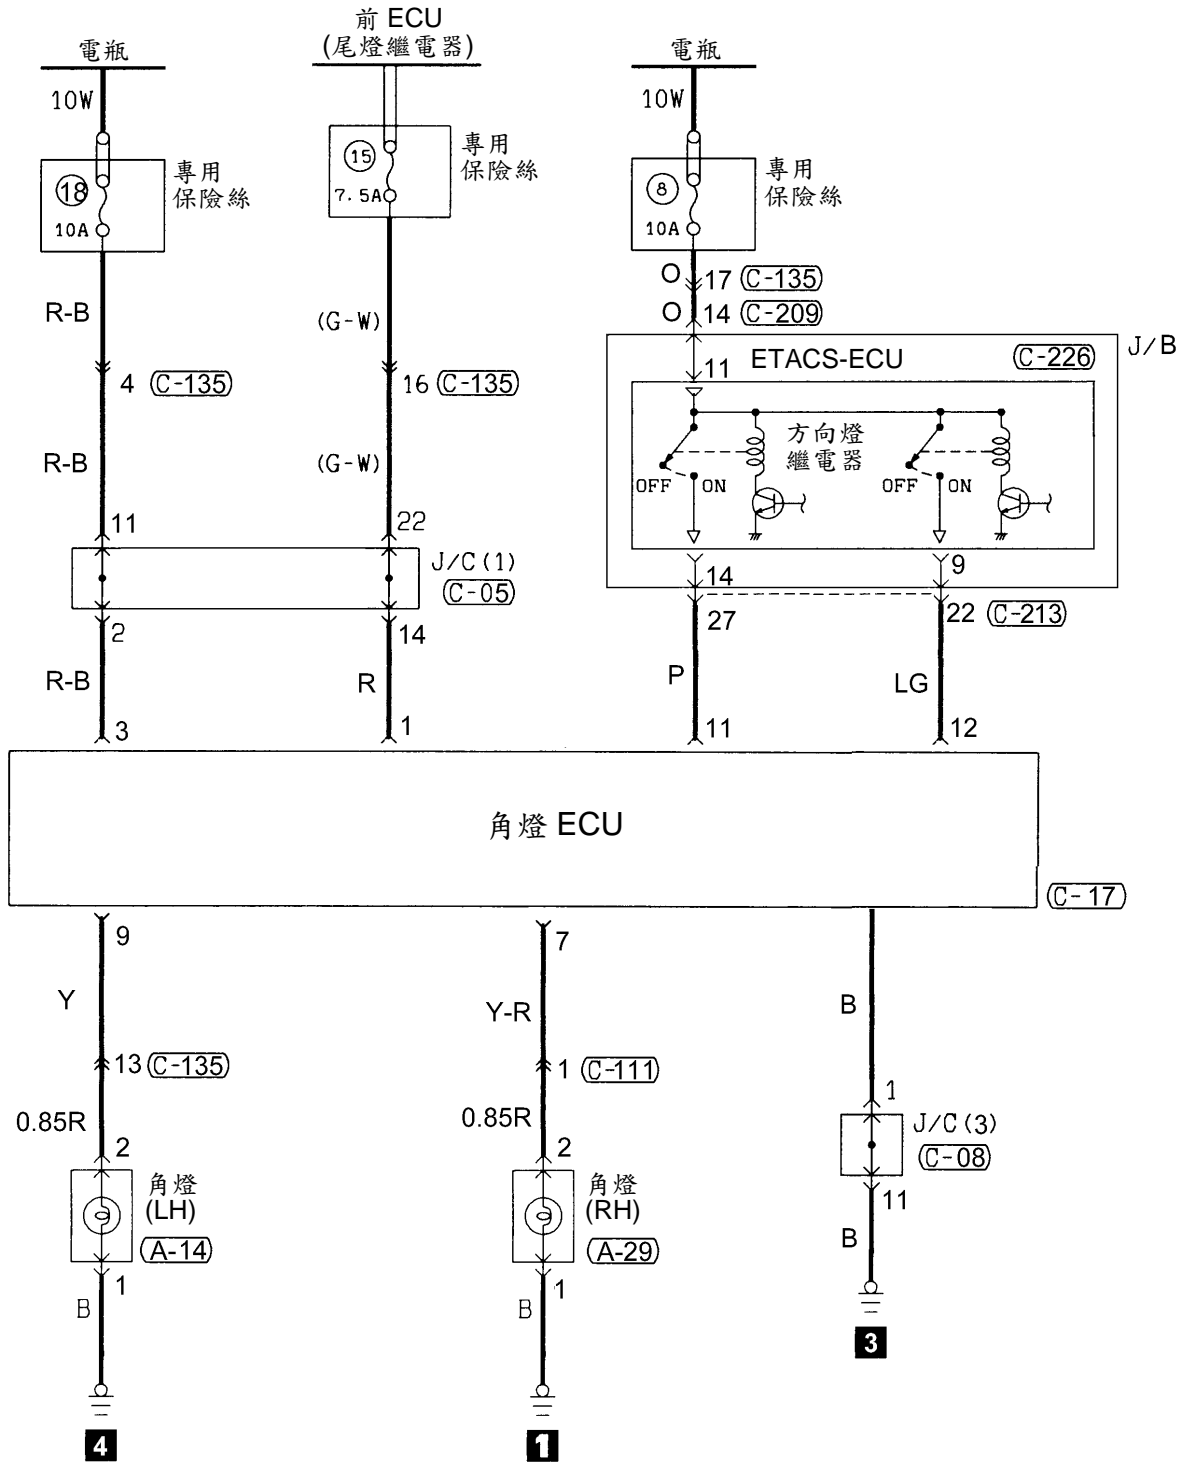 前 ECU
(尾燈繼電器)
電瓶
電瓶
10W
10W
⑱
10A
專用
保險絲
⑮
7.5A
專用
保險絲
⑧
10A
專用
保險絲
O 17 C-135
O 14 C-209
R-B
(G-W)
4 C-135
16 C-135
J/B
11 ETACS-ECU C-226
方向燈
繼電器
OFF ON
OFF ON
R-B
(G-W)
11
22
J/C(1)
C-05
2
14
14
9
27
22 C-213
R-B
R
P
LG
3
1
11
12
角燈 ECU
C-17
9
7
Y
Y-R
B
13 C-135
1 C-111
0.85R
0.85R
1
J/C(3)
C-08
11
2
2
角燈
(LH)
A-14
角燈
(RH)
A-29
B
1
1
B
B
3
4
1